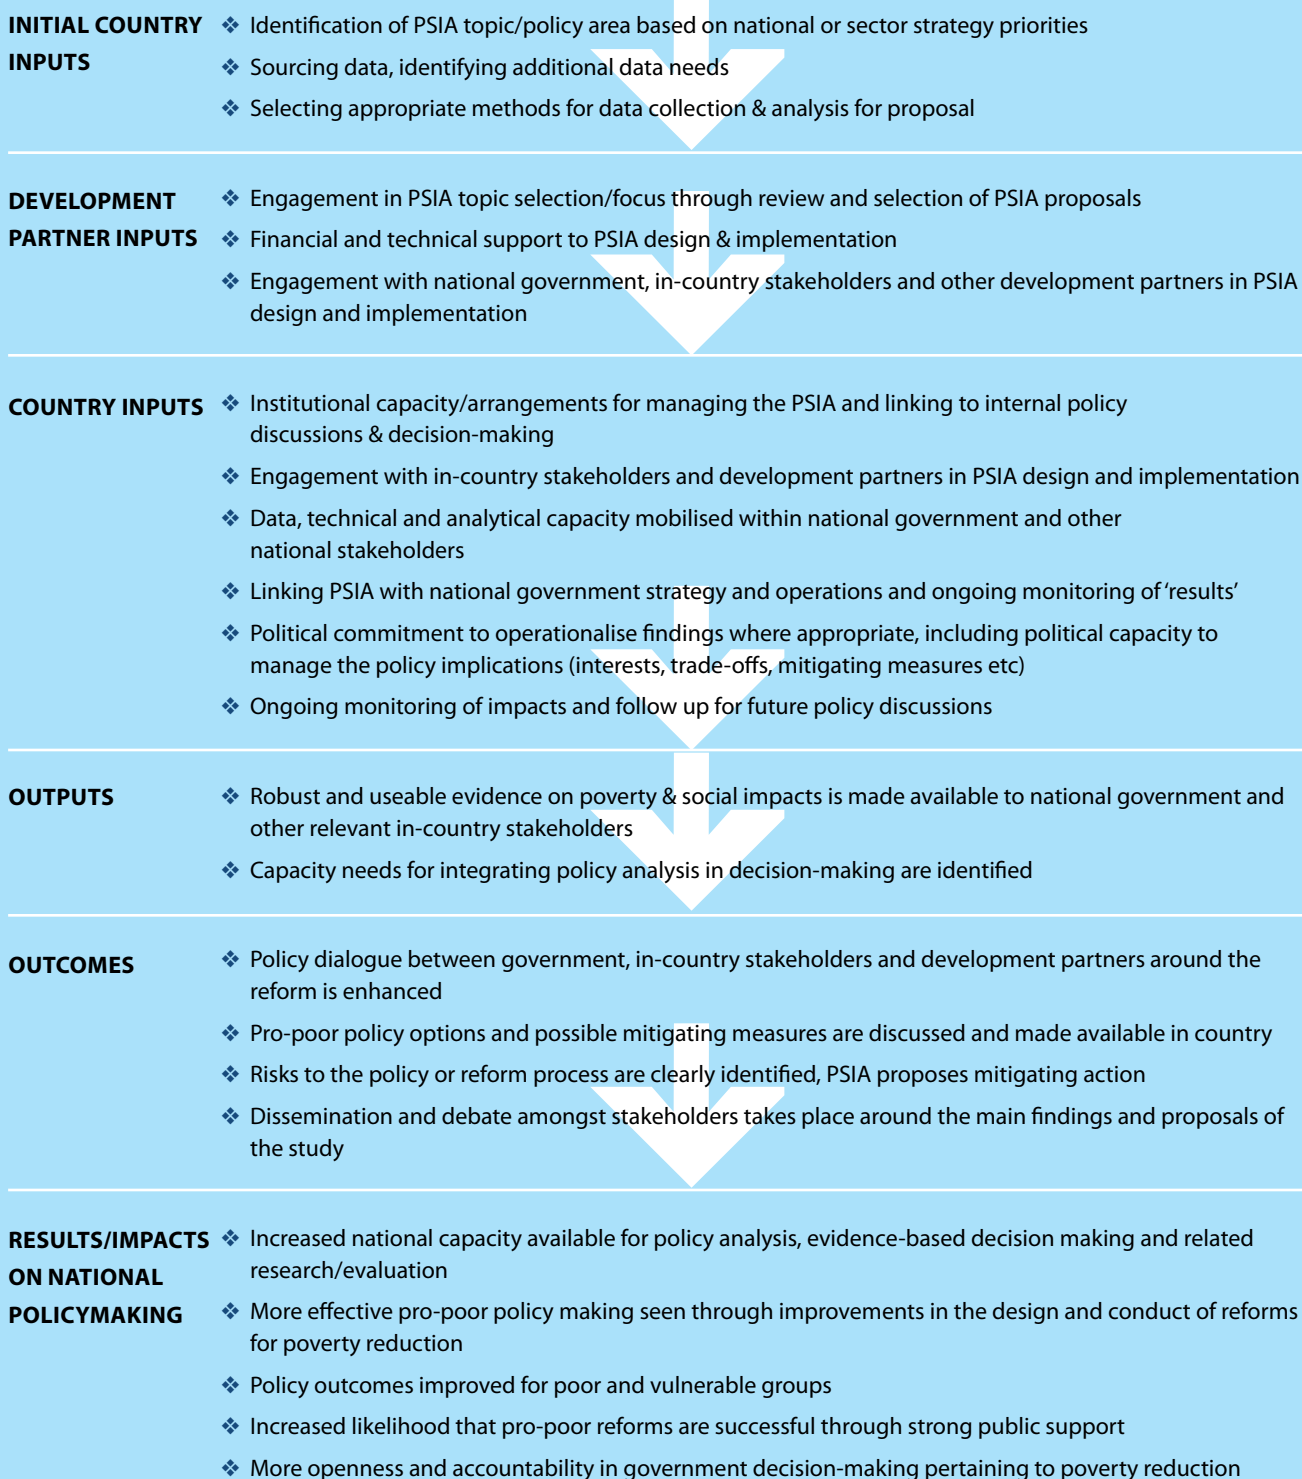 INITIAL COUNTRY
INPUTS
❖ Identification of PSIA topic/policy area based on national or sector strategy priorities
❖ Sourcing data, identifying additional data needs
❖ Selecting appropriate methods for data collection & analysis for proposal
DEVELOPMENT
PARTNER INPUTS
❖ Engagement in PSIA topic selection/focus through review and selection of PSIA proposals
❖ Financial and technical support to PSIA design & implementation
❖ Engagement with national government, in-country stakeholders and other development partners in PSIA
design and implementation
COUNTRY INPUTS
❖ Institutional capacity/arrangements for managing the PSIA and linking to internal policy
discussions & decision-making
❖ Engagement with in-country stakeholders and development partners in PSIA design and implementation
❖ Data, technical and analytical capacity mobilised within national government and other
national stakeholders
❖ Linking PSIA with national government strategy and operations and ongoing monitoring of ‘results’
❖ Political commitment to operationalise findings where appropriate, including political capacity to
manage the policy implications (interests, trade-offs, mitigating measures etc)
❖ Ongoing monitoring of impacts and follow up for future policy discussions
OUTPUTS
❖ Robust and useable evidence on poverty & social impacts is made available to national government and
other relevant in-country stakeholders
❖ Capacity needs for integrating policy analysis in decision-making are identified
OUTCOMES
❖ Policy dialogue between government, in-country stakeholders and development partners around the
reform is enhanced
❖ Pro-poor policy options and possible mitigating measures are discussed and made available in country
❖ Risks to the policy or reform process are clearly identified, PSIA proposes mitigating action
❖ Dissemination and debate amongst stakeholders takes place around the main findings and proposals of
the study
RESULTS/IMPACTS
ON NATIONAL
POLICYMAKING
❖ Increased national capacity available for policy analysis, evidence-based decision making and related
research/evaluation
❖ More effective pro-poor policy making seen through improvements in the design and conduct of reforms
for poverty reduction
❖ Policy outcomes improved for poor and vulnerable groups
❖ Increased likelihood that pro-poor reforms are successful through strong public support
❖ More openness and accountability in government decision-making pertaining to poverty reduction